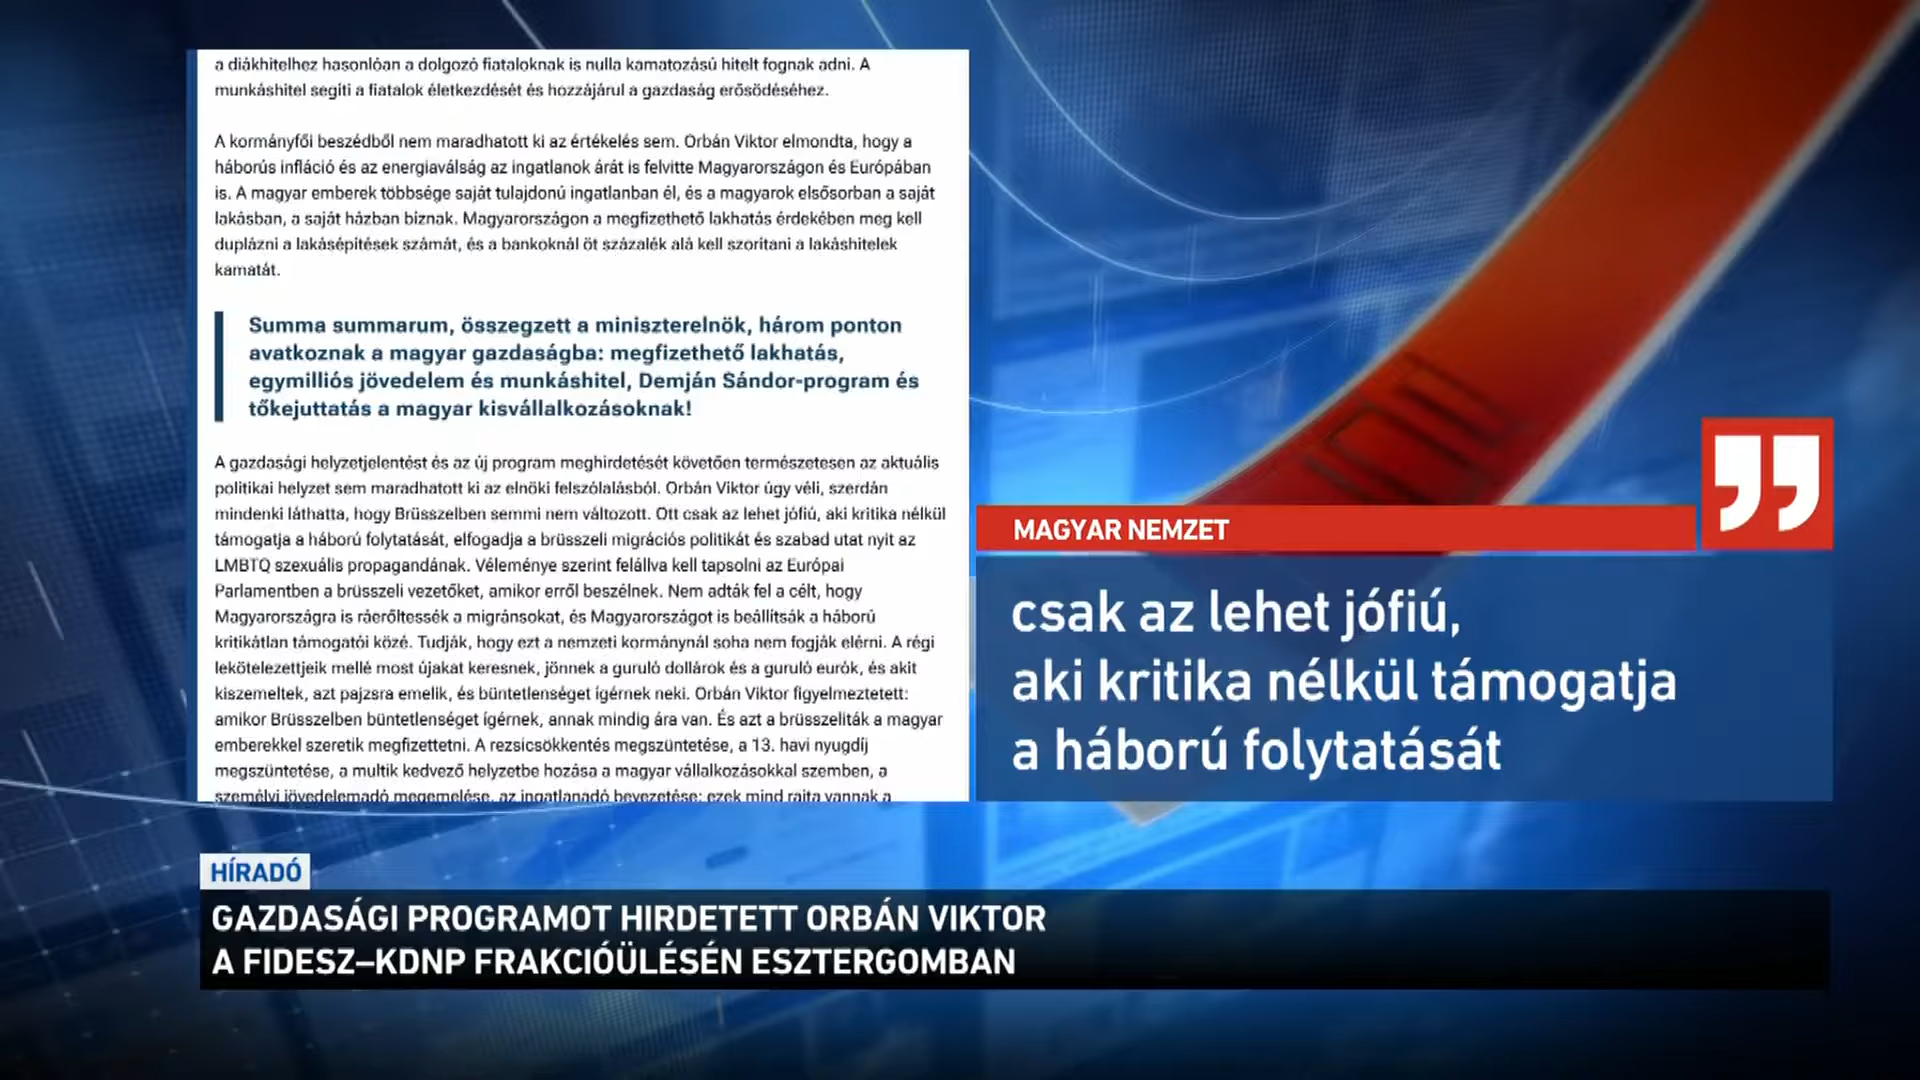 a diákhitelhez hasonlóan a dolgozó fiataloknak is nulla kamatozású hitelt fognak adni. A
munkáshitel segíti a fiatalok életkezdését és hozzájárul a gazdaság erősödéséhez.
A kormányfői beszédből nem maradhatott ki az értékelés sem. Orbán Viktor elmondta, hogy a
háborús infláció és az energiaválság az ingatlanok árát is felvitte Magyarországon és Európában
is. A magyar emberek többsége saját tulajdonú ingatlanban él, és a magyarok elsősorban a saját
lakásban, a saját házban bíznak. Magyarországon a megfizethető lakhatás érdekében meg kell
duplázni a lakásépítések számát, és a bankoknál öt százalék alá kell szorítani a lakáshitelek
kamatát.
Summa summarum, összegzett a miniszterelnök, három ponton
avatkoznak a magyar gazdaságba: megfizethető lakhatás,
egymilliós jövedelem és munkáshitel, Demján Sándor-program és
tőkejuttatás a magyar kisvállalkozásoknak!
A gazdasági helyzetjelentést és az új program meghirdetését követően természetesen az aktuális
politikai helyzet sem maradhatott ki az elnöki felszólalásból. Orbán Viktor úgy véli, szerdán
mindenki láthatta, hogy Brüsszelben semmi nem változott. Ott csak az lehet jófiú, aki kritika nélkül
támogatja a háború folytatását, elfogadja a brüsszeli migrációs politikát és szabad utat nyit az
LMBTQ szexuális propagandának. Véleménye szerint felállva kell tapsolni az Európai
Parlamentben a brüsszeli vezetőket, amikor erről beszélnek. Nem adták fel a célt, hogy
Magyarországra is ráerőltessék a migránsokat, és Magyarországot is beállítsák a háború
kritikátlan támogatói közé. Tudják, hogy ezt a nemzeti kormánynál soha nem fogják elérni. A régi
lekötelezettjeik mellé most újakat keresnek, jönnek a guruló dollárok és a guruló eurók, és akit
kiszemeltek, azt pajzsra emelik, és büntetlenséget ígérnek neki. Orbán Viktor figyelmeztetett:
amikor Brüsszelben büntetlenséget ígérnek, annak mindig ára van. És azt a brüsszeliták a magyar
emberekkel szeretik megfizettetni. A rezsicsökkentés megszüntetése, a 13. havi nyugdíj
megszüntetése, a multik kedvező helyzetbe hozása a magyar vállalkozásokkal szemben, a
személyi jövedelemadó megemelése, az ingatlanadó bevezetése: ezek mind rajta vannak a
MAGYAR NEMZET
csak az lehet jófiú,
aki kritika nélkül támogatja
a háború folytatását
HÍRADÓ
GAZDASÁGI PROGRAMOT HIRDETETT ORBÁN VIKTOR
A FIDESZ–KDNP FRAKCIÓÜLÉSÉN ESZTERGOMBAN